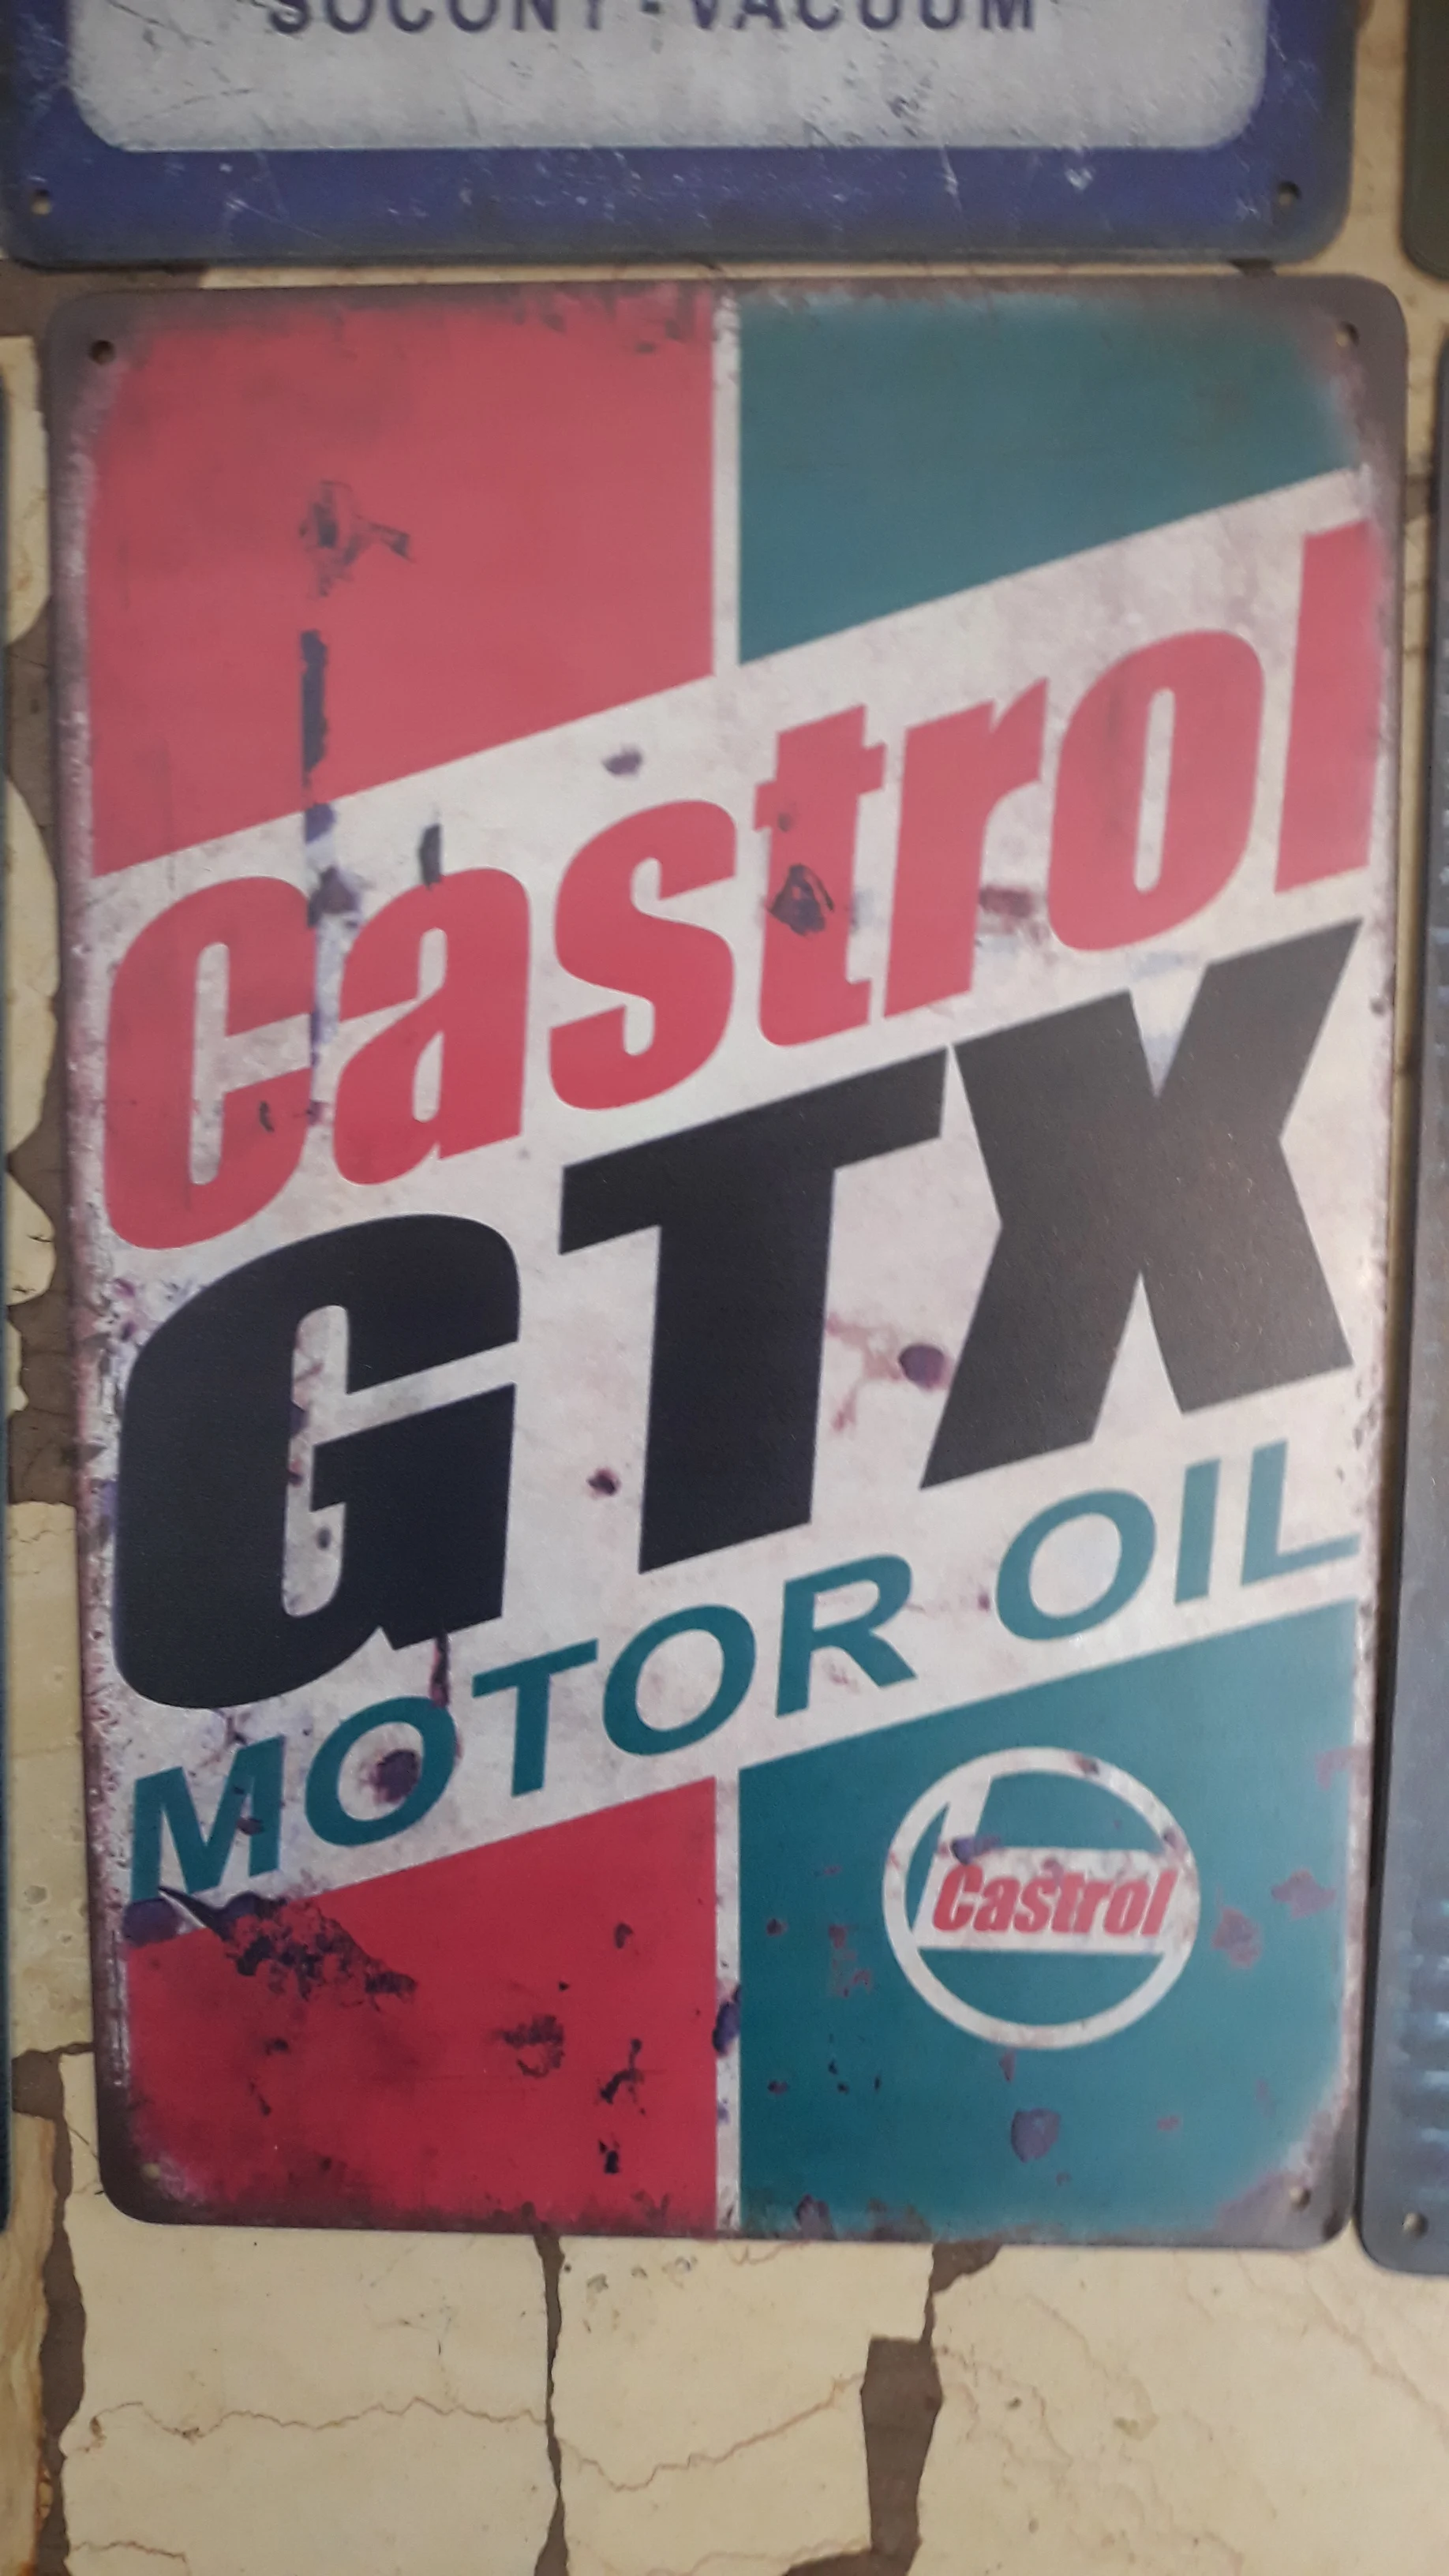 SOCONY-VACUUM
Castrol
GTX
MOTOR OIL
Castrol